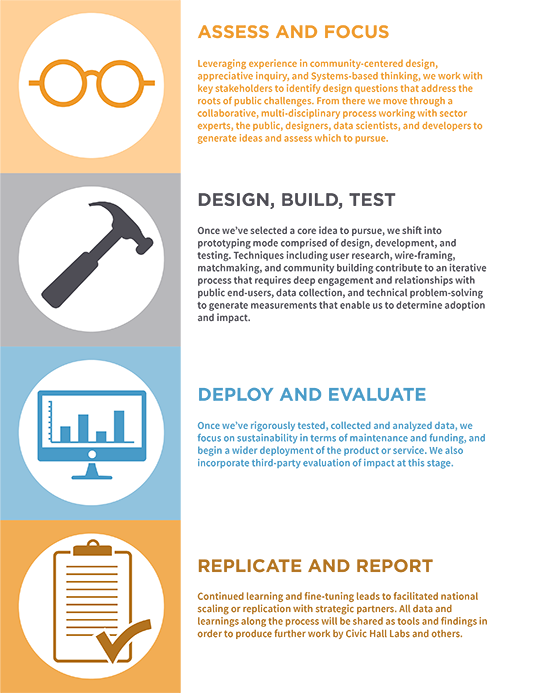 ASSESS AND FOCUS
Leveraging experience in community-centered design,
appreciative inquiry, and Systems-based thinking, we work with
key stakeholders to identify design questions that address the
roots of public challenges. From there we move through a
collaborative, multi-disciplinary process working with sector
experts, the public, designers, data scientists, and developers to
generate ideas and assess which to pursue.
DESIGN, BUILD, TEST
Once we've selected a core idea to pursue, we shift into
prototyping mode comprised of design, development, and
testing. Techniques including user research, wire-framing,
matchmaking, and community building contribute to an iterative
process that requires deep engagement and relationships with
public end-users, data collection, and technical problem-solving
to generate measurements that enable us to determine adoption
and impact.
DEPLOY AND EVALUATE
Once we've rigorously tested, collected and analyzed data, we
focus on sustainability in terms of maintenance and funding, and
begin a wider deployment of the product or service. We also
incorporate third-party evaluation of impact at this stage.
REPLICATE AND REPORT
Continued learning and fine-tuning leads to facilitated national
scaling or replication with strategic partners. All data and
learnings along the process will be shared as tools and findings in
order to produce further work by Civic Hall Labs and others.